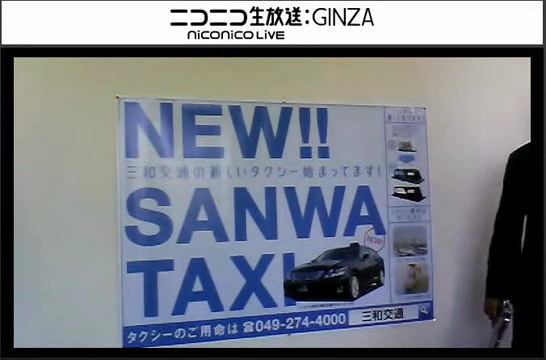 ニコニコ生放送:GINZA
niconico LIVE
NEW!!
三和交通の新しいタクシー始まってます!
SANWA
TAXI
NEW!
タクシーのご用命は ☎049-274-4000
三和交通